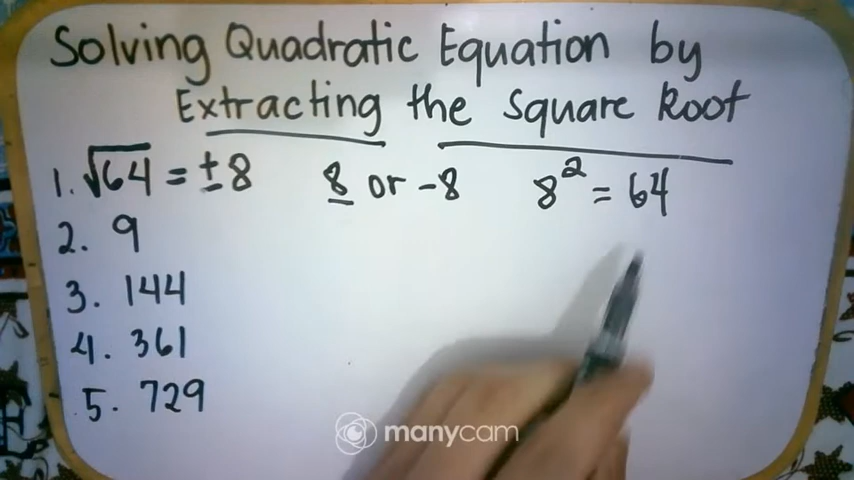 Solving Quadratic Equation by
Extracting the Square Root
1. √64 = ±8 8 or -8 8² = 64
2. 9
3. 144
4. 361
5. 729
manycam